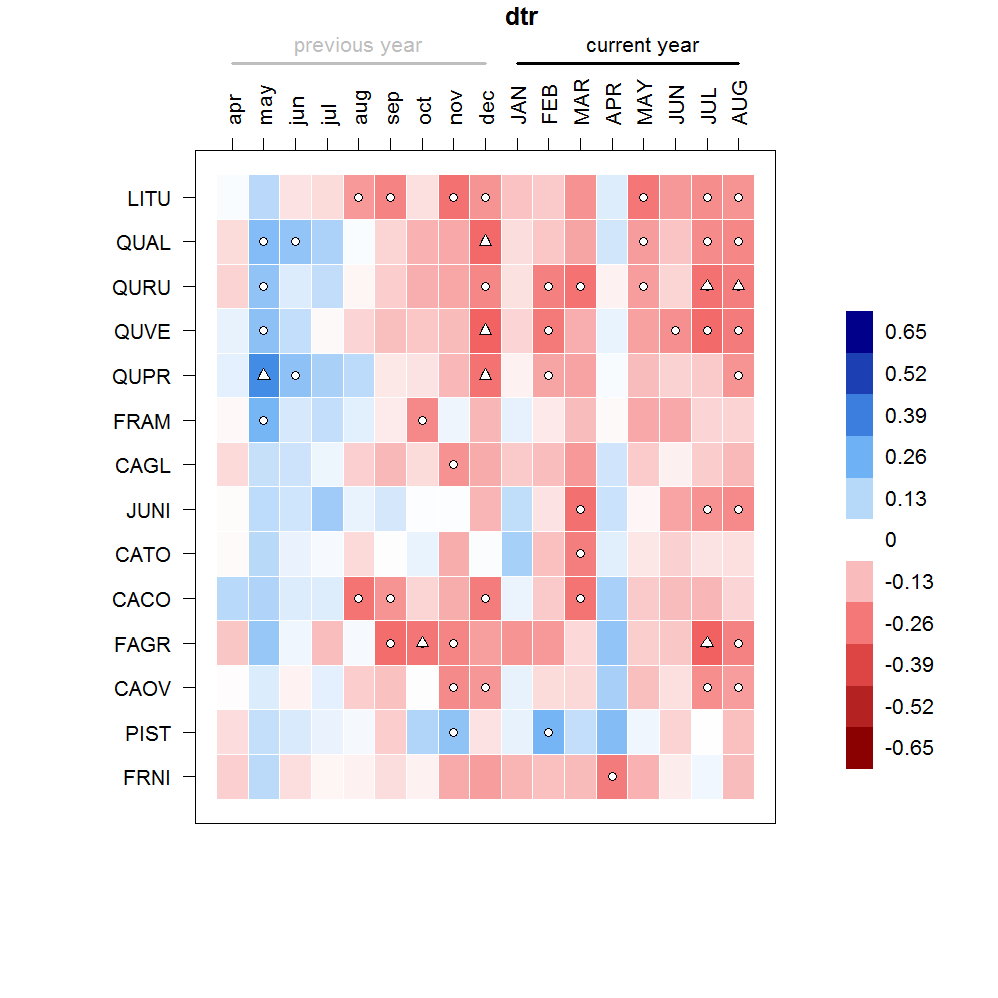 dtr
previous year current year
apr may jun jul aug sep oct nov dec JAN FEB MAR APR MAY JUN JUL AUG
LITU
QUAL
QURU
QUVE
QUPR
FRAM
CAGL
JUNI
CATO
CACO
FAGR
CAOV
PIST
FRNI
0.65
0.52
0.39
0.26
0.13
0
-0.13
-0.26
-0.39
-0.52
-0.65